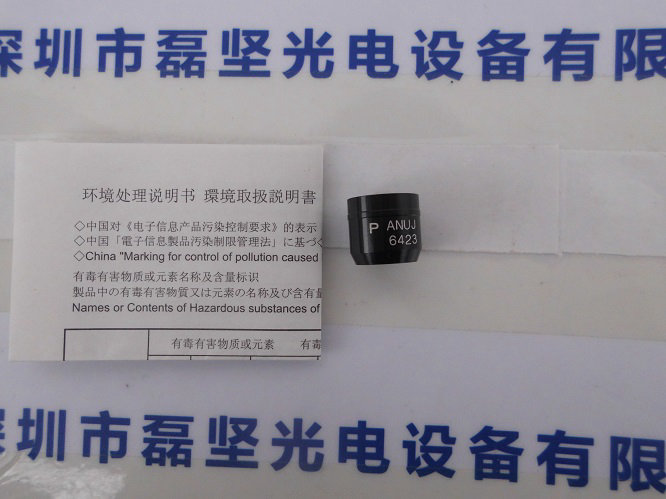 深圳市磊坚光电设备有限
环境处理说明书 環境取扱説明書
◇中国对《电子信息产品污染控制要求》的表示
◇中国「電子信息製品污染制限管理法」に基づ◇
◇China "Marking for control of pollution caused
有毒有害物质或元素名称及含量标识
製品中の有毒有害物質又は元素の名称及び含有量
Names or Contents of Hazardous substances of
有毒有害物质或元素 有毒
P ANUJ
6423
深圳市磊坚光电设备有限